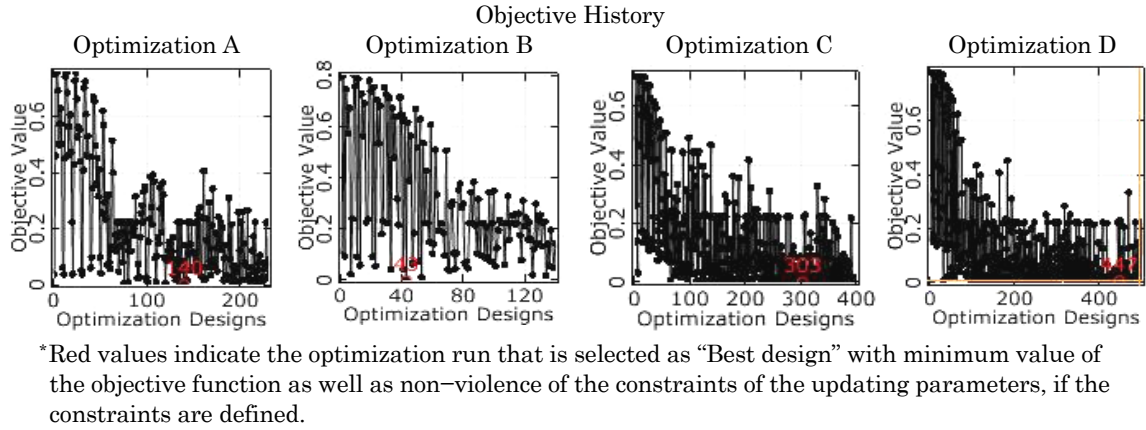 Objective History
Optimization A
Optimization B
Optimization C
Optimization D
Objective Value
0.6
0.4
0.2
0
0
100
200
140
Optimization Designs
Objective Value
0.8
0.6
0.4
0.2
0
0
40
80
120
43
Optimization Designs
Objective Value
0.6
0.4
0.2
0
0
100
200
300
400
303
Optimization Designs
Objective Value
0.6
0.4
0.2
0
0
200
400
447
Optimization Designs
*Red values indicate the optimization run that is selected as “Best design” with minimum value of
the objective function as well as non−violence of the constraints of the updating parameters, if the
constraints are defined.